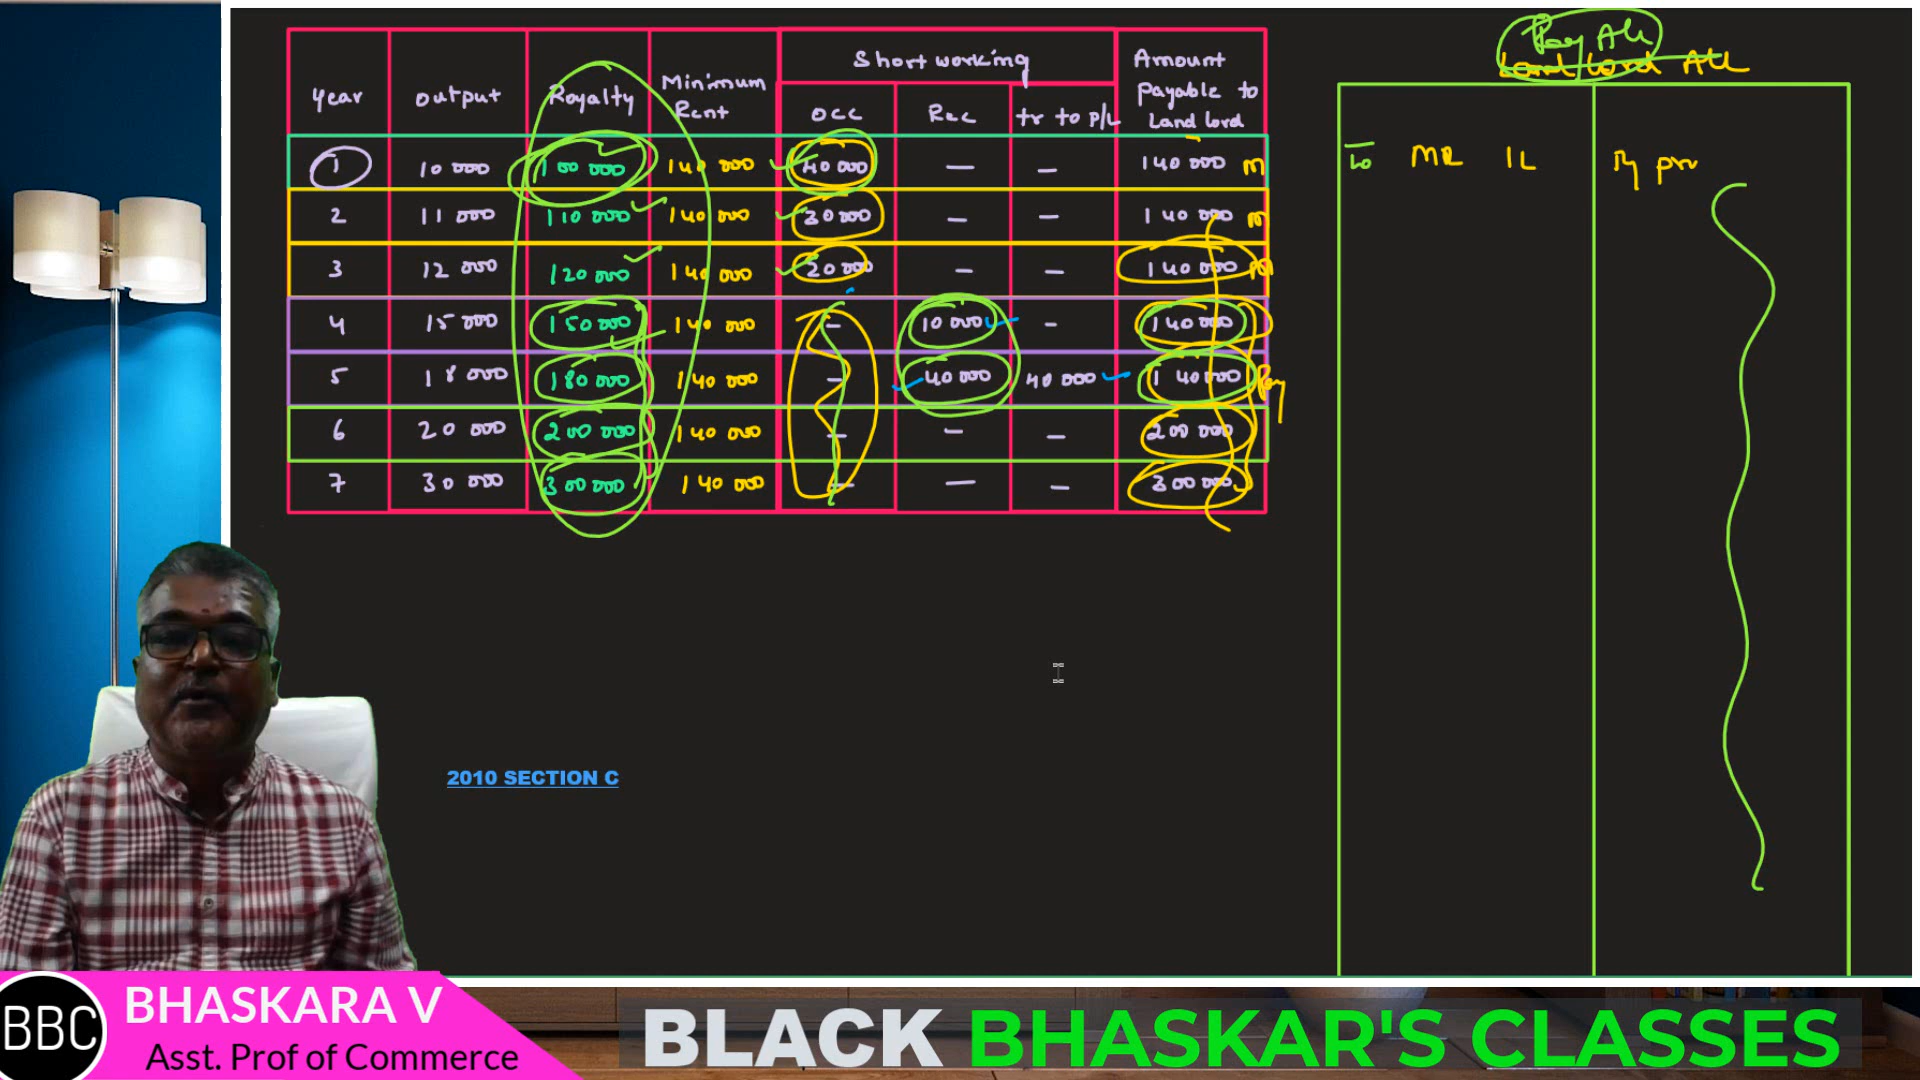 Year Output Royalty Minimum Rent Short working Amount Payable to Land lord
OCC Rec tr to P/L
1 10 000 100 000 140 000 40 000 — — 140 000 M
2 11 000 110 000 140 000 30 000 — — 140 000 M
3 12 000 120 000 140 000 20 000 — — 140 000 M
4 15 000 150 000 140 000 - 10 000 - 140 000
5 18 000 180 000 140 000 - 40 000 40 000 140 000 Roy
6 20 000 200 000 140 000 — — — 200 000
7 30 000 300 000 140 000 — — — 300 000
Roy A/c
Land lord A/c
To MR 1L By
2010 SECTION C
BBC
BHASKARA V
Asst. Prof of Commerce
BLACK BHASKAR'S CLASSES